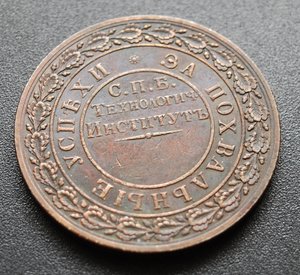 ЗА ПОХВАЛЬНЫЕ УСПѢХИ *
С.П.Б.
ТЕХНОЛОГИЧ.
ИНСТИТУТЪ